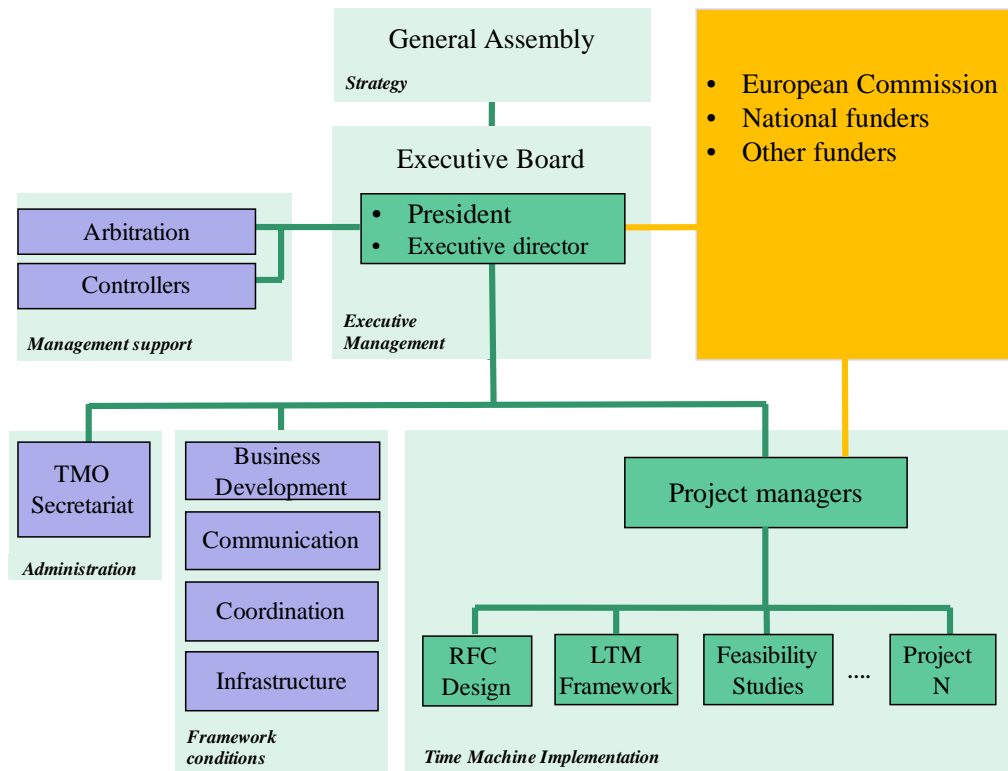 General Assembly
Strategy
• European Commission
• National funders
• Other funders
Executive Board
• President
• Executive director
Arbitration
Controllers
Management support
Executive
Management
TMO
Secretariat
Administration
Business
Development
Communication
Coordination
Infrastructure
Framework
conditions
Project managers
RFC
Design
LTM
Framework
Feasibility
Studies
....
Project
N
Time Machine Implementation